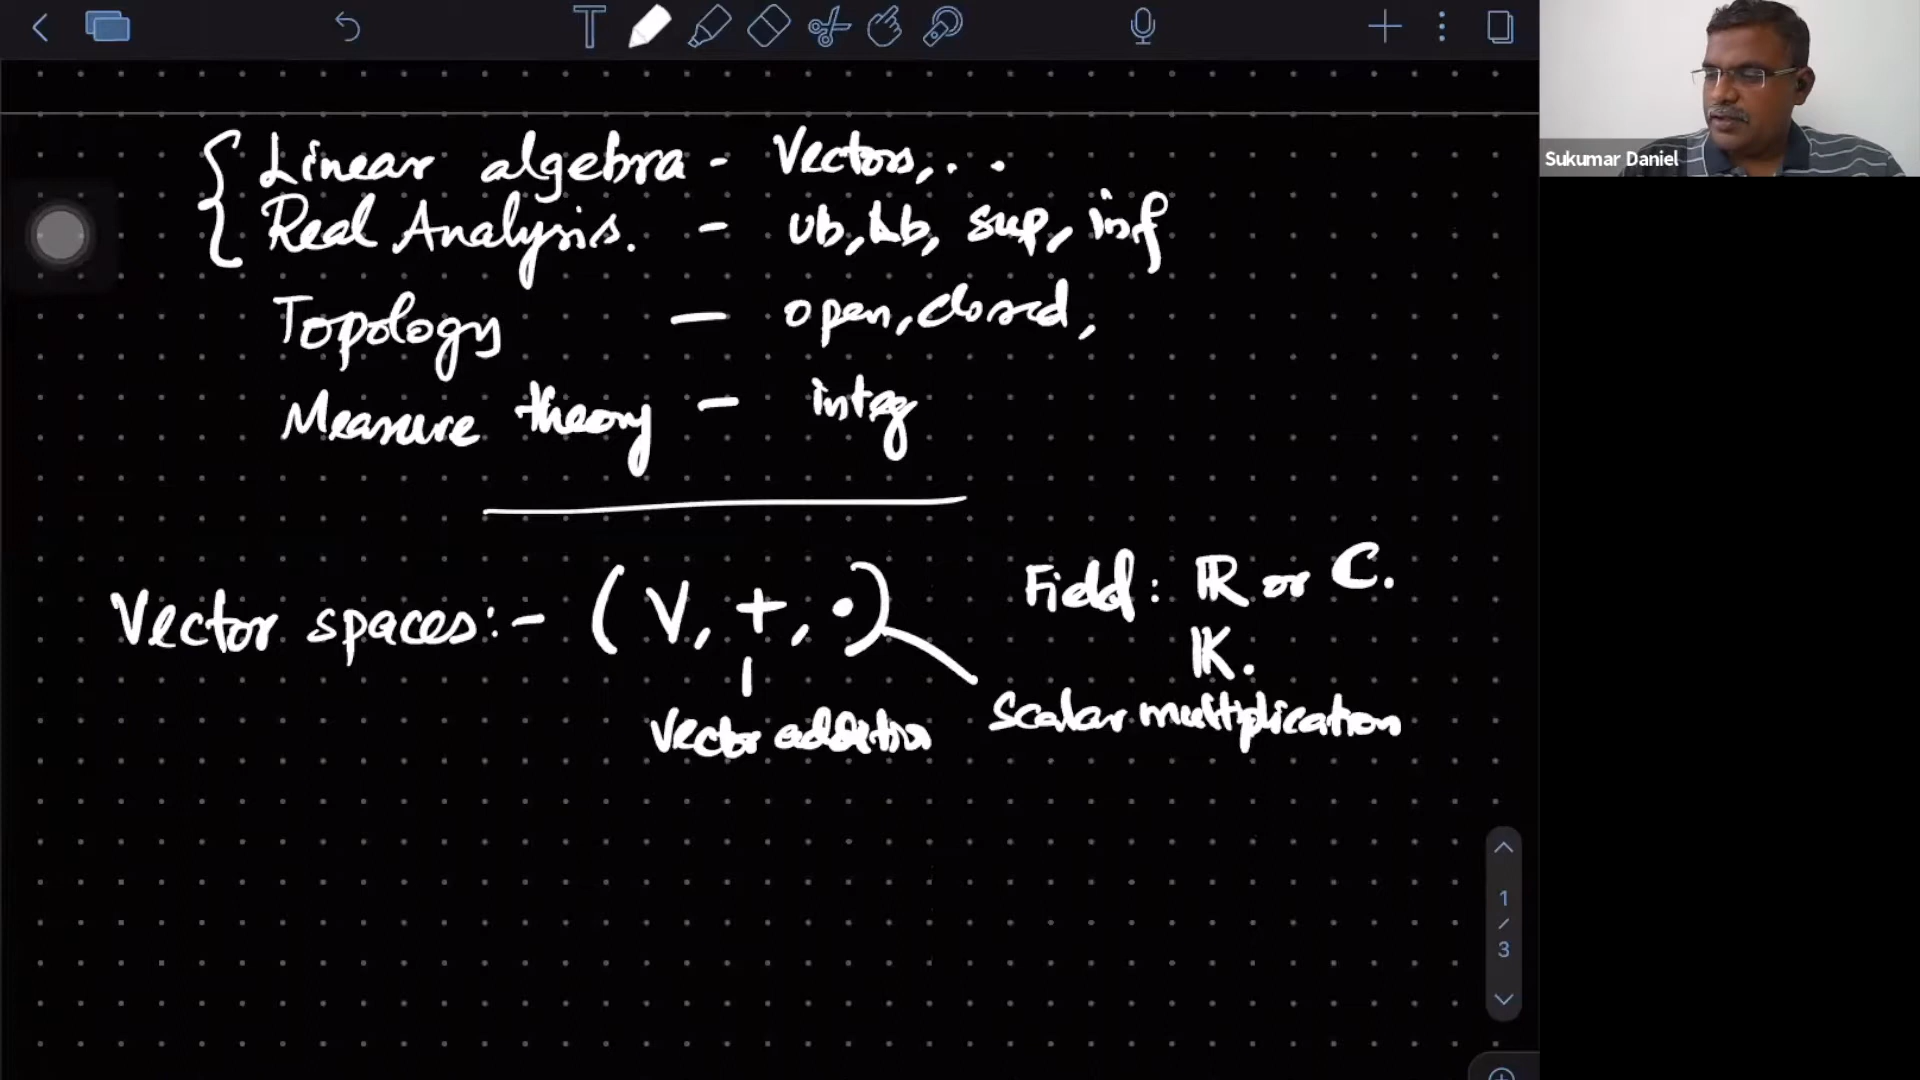 Linear algebra - Vectors, ..
Real Analysis. - ub, lb, sup, inf
Topology — open, closed,
Measure theory - integ
Vector spaces:- (V, +, •) Field: ℝ or ℂ.
𝕂.
Vector addition
Scalar multiplication
Sukumar Daniel
1
/
3